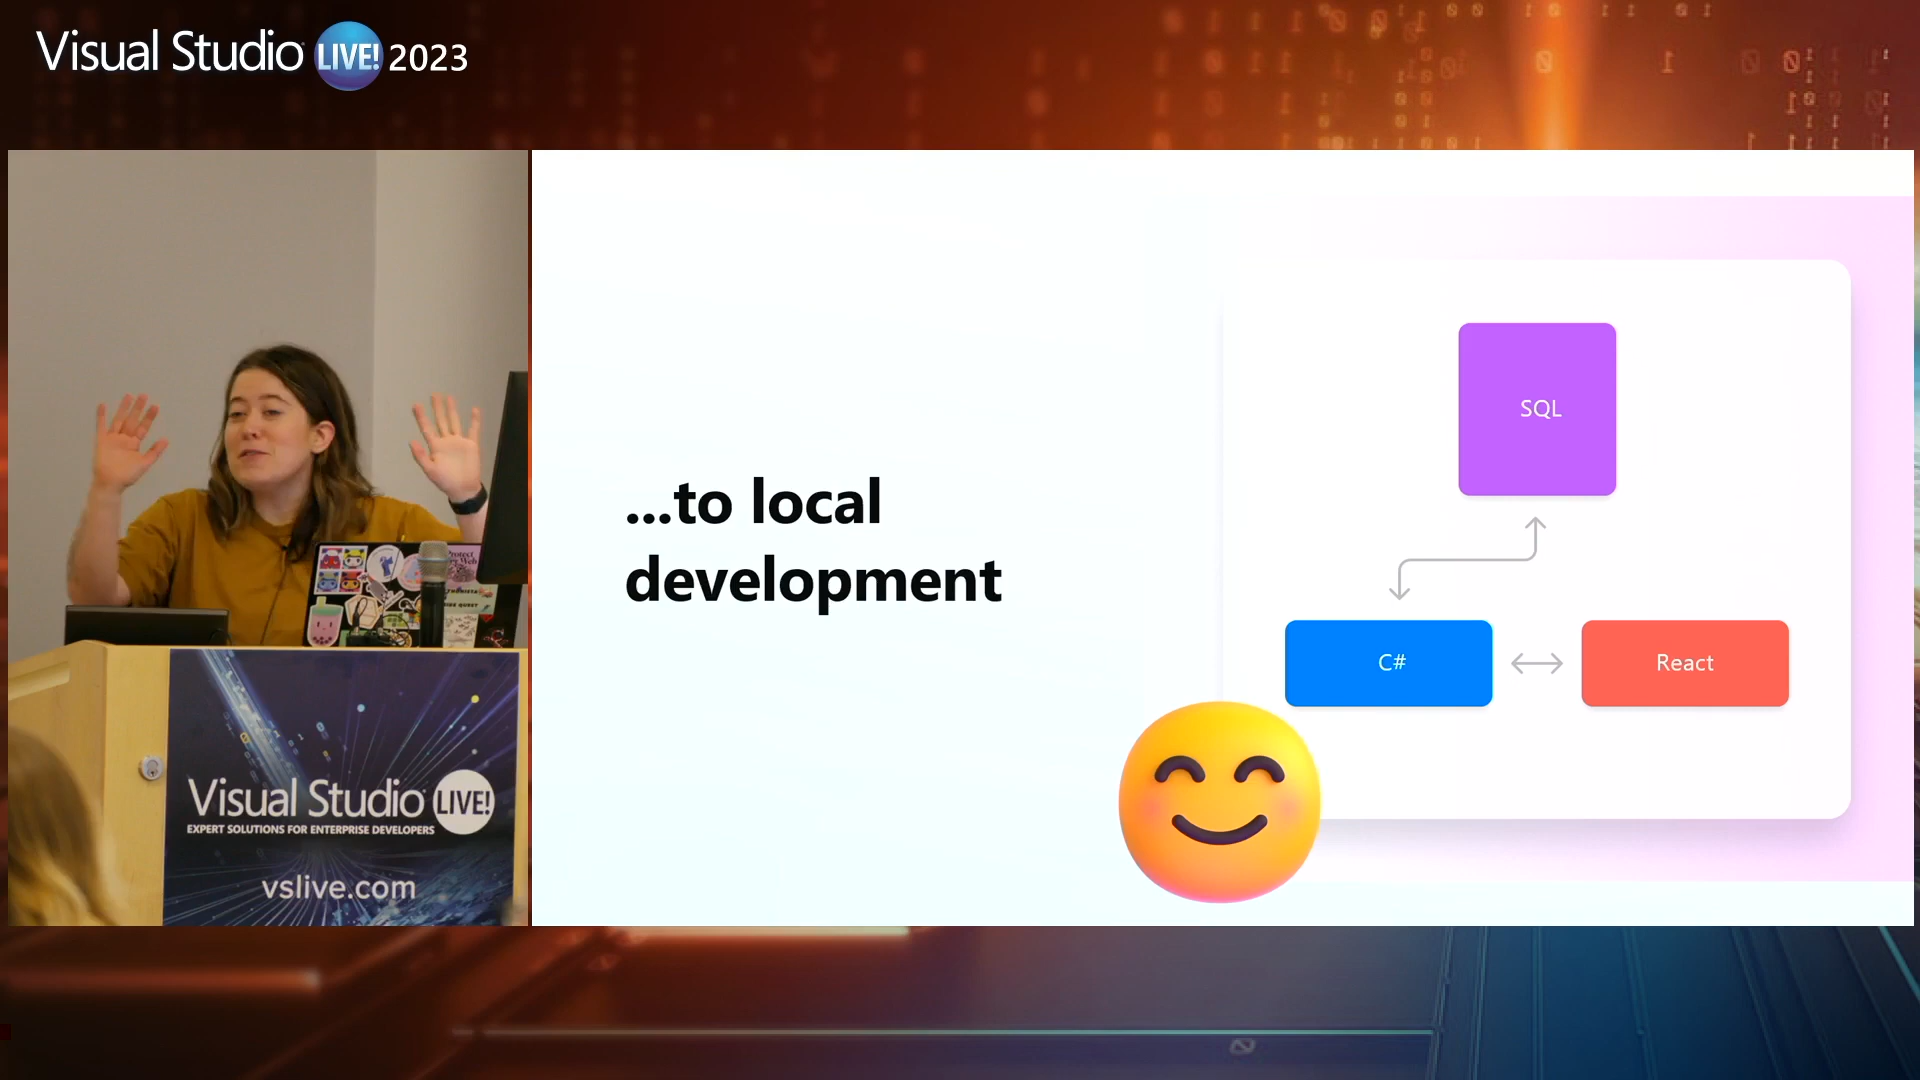 Visual Studio LIVE! 2023
...to local
development
SQL
C#
React
Visual Studio LIVE!
EXPERT SOLUTIONS FOR ENTERPRISE DEVELOPERS
vslive.com